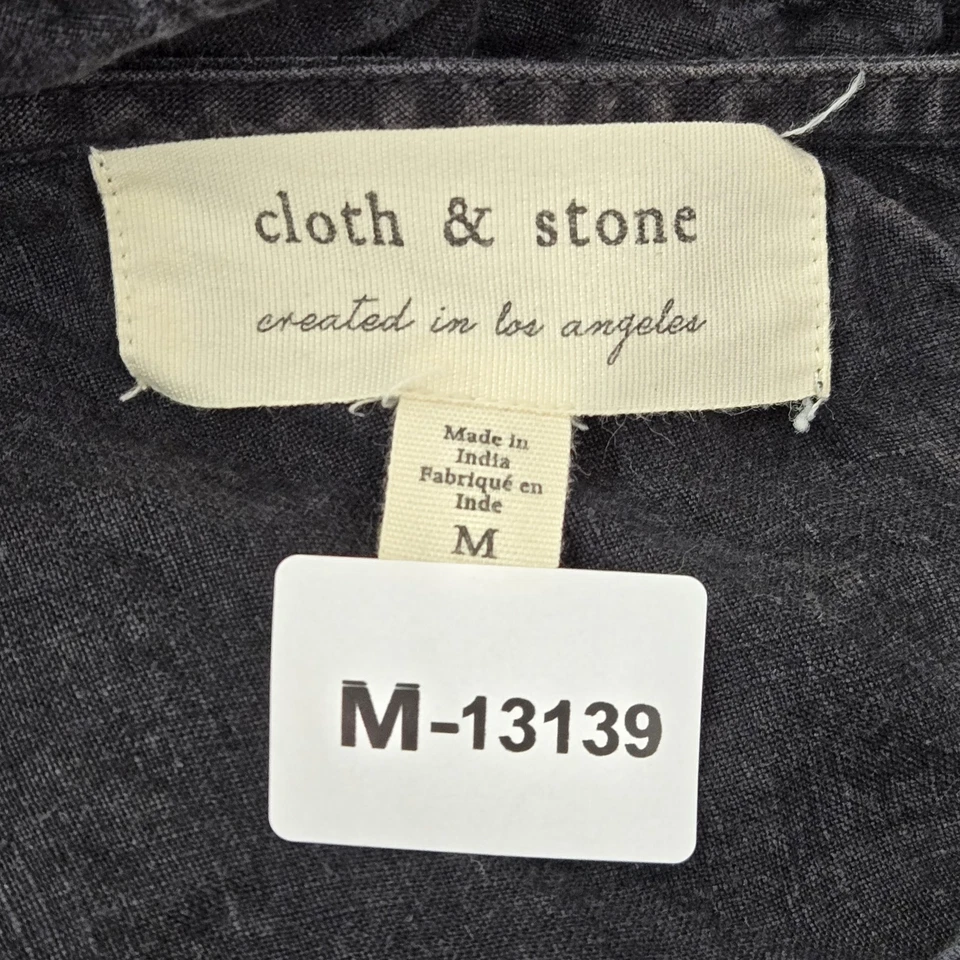 cloth & stone
created in los angeles
Made in
India
Fabriqué en
Inde
M
M-13139